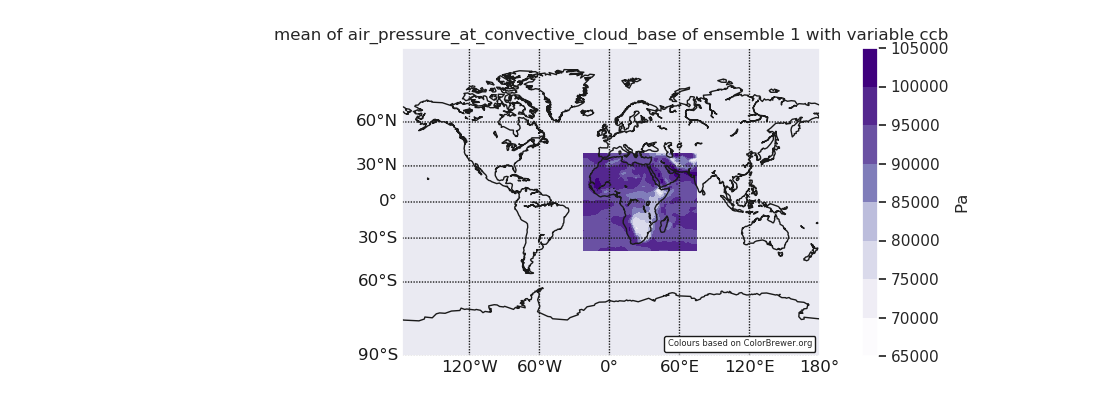 mean of air_pressure_at_convective_cloud_base of ensemble 1 with variable ccb
60°N
30°N
0°
30°S
60°S
90°S
120°W 60°W 0° 60°E 120°E 180°
Colours based on ColorBrewer.org
105000
100000
95000
90000
85000
80000
75000
70000
65000
Pa